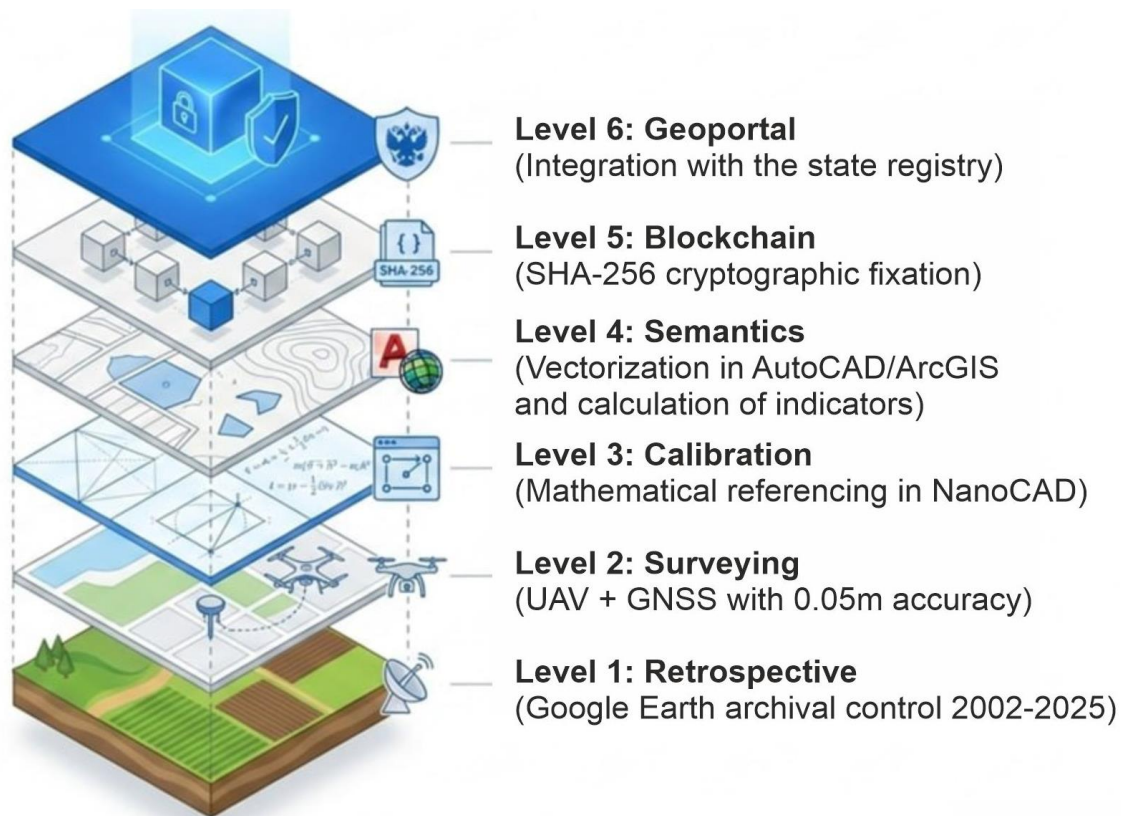 Level 6: Geoportal
(Integration with the state registry)
Level 5: Blockchain
(SHA-256 cryptographic fixation)
{ }
SHA-256
Level 4: Semantics
(Vectorization in AutoCAD/ArcGIS
and calculation of indicators)
A
Level 3: Calibration
(Mathematical referencing in NanoCAD)
Level 2: Surveying
(UAV + GNSS with 0.05m accuracy)
Level 1: Retrospective
(Google Earth archival control 2002-2025)